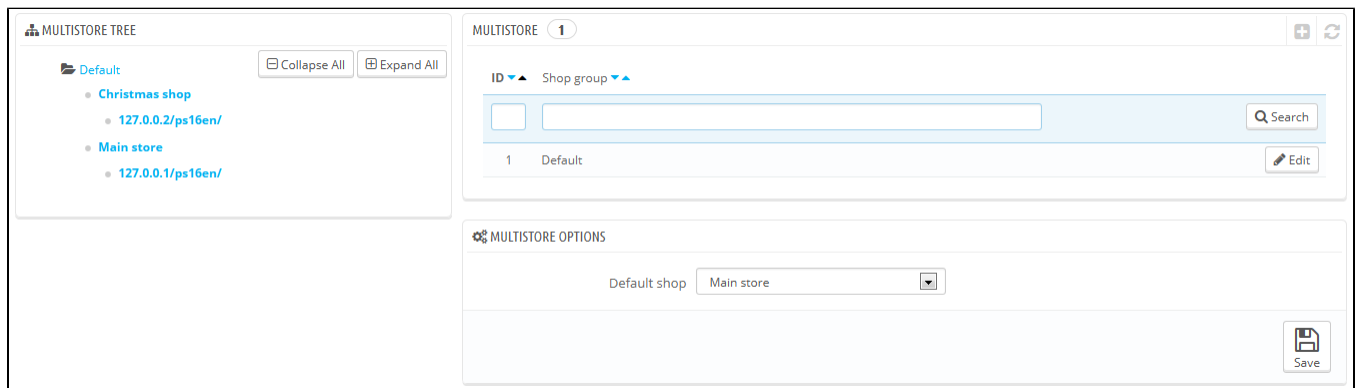 MULTISTORE TREE
Default
Collapse All
Expand All
Christmas shop
127.0.0.2/ps16en/
Main store
127.0.0.1/ps16en/
MULTISTORE 1
ID Shop group
Search
1 Default Edit
MULTISTORE OPTIONS
Default shop Main store
Save